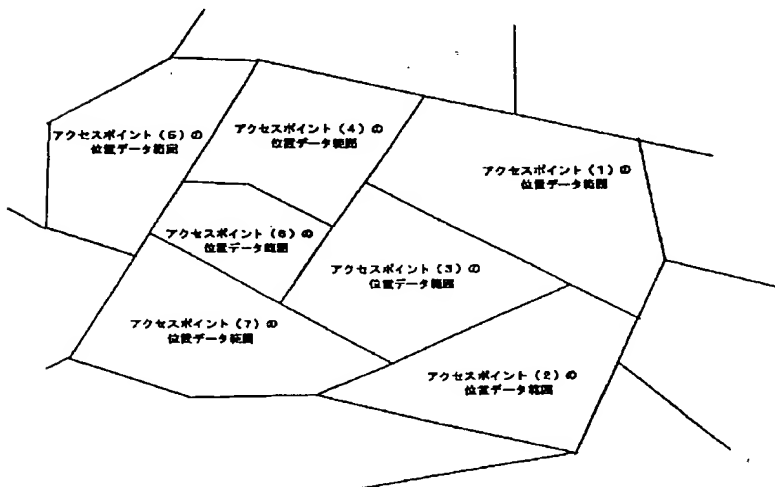 アクセスポイント(5)の
位置データ範囲
アクセスポイント(4)の
位置データ範囲
アクセスポイント(1)の
位置データ範囲
アクセスポイント(6)の
位置データ範囲
アクセスポイント(3)の
位置データ範囲
アクセスポイント(7)の
位置データ範囲
アクセスポイント(2)の
位置データ範囲